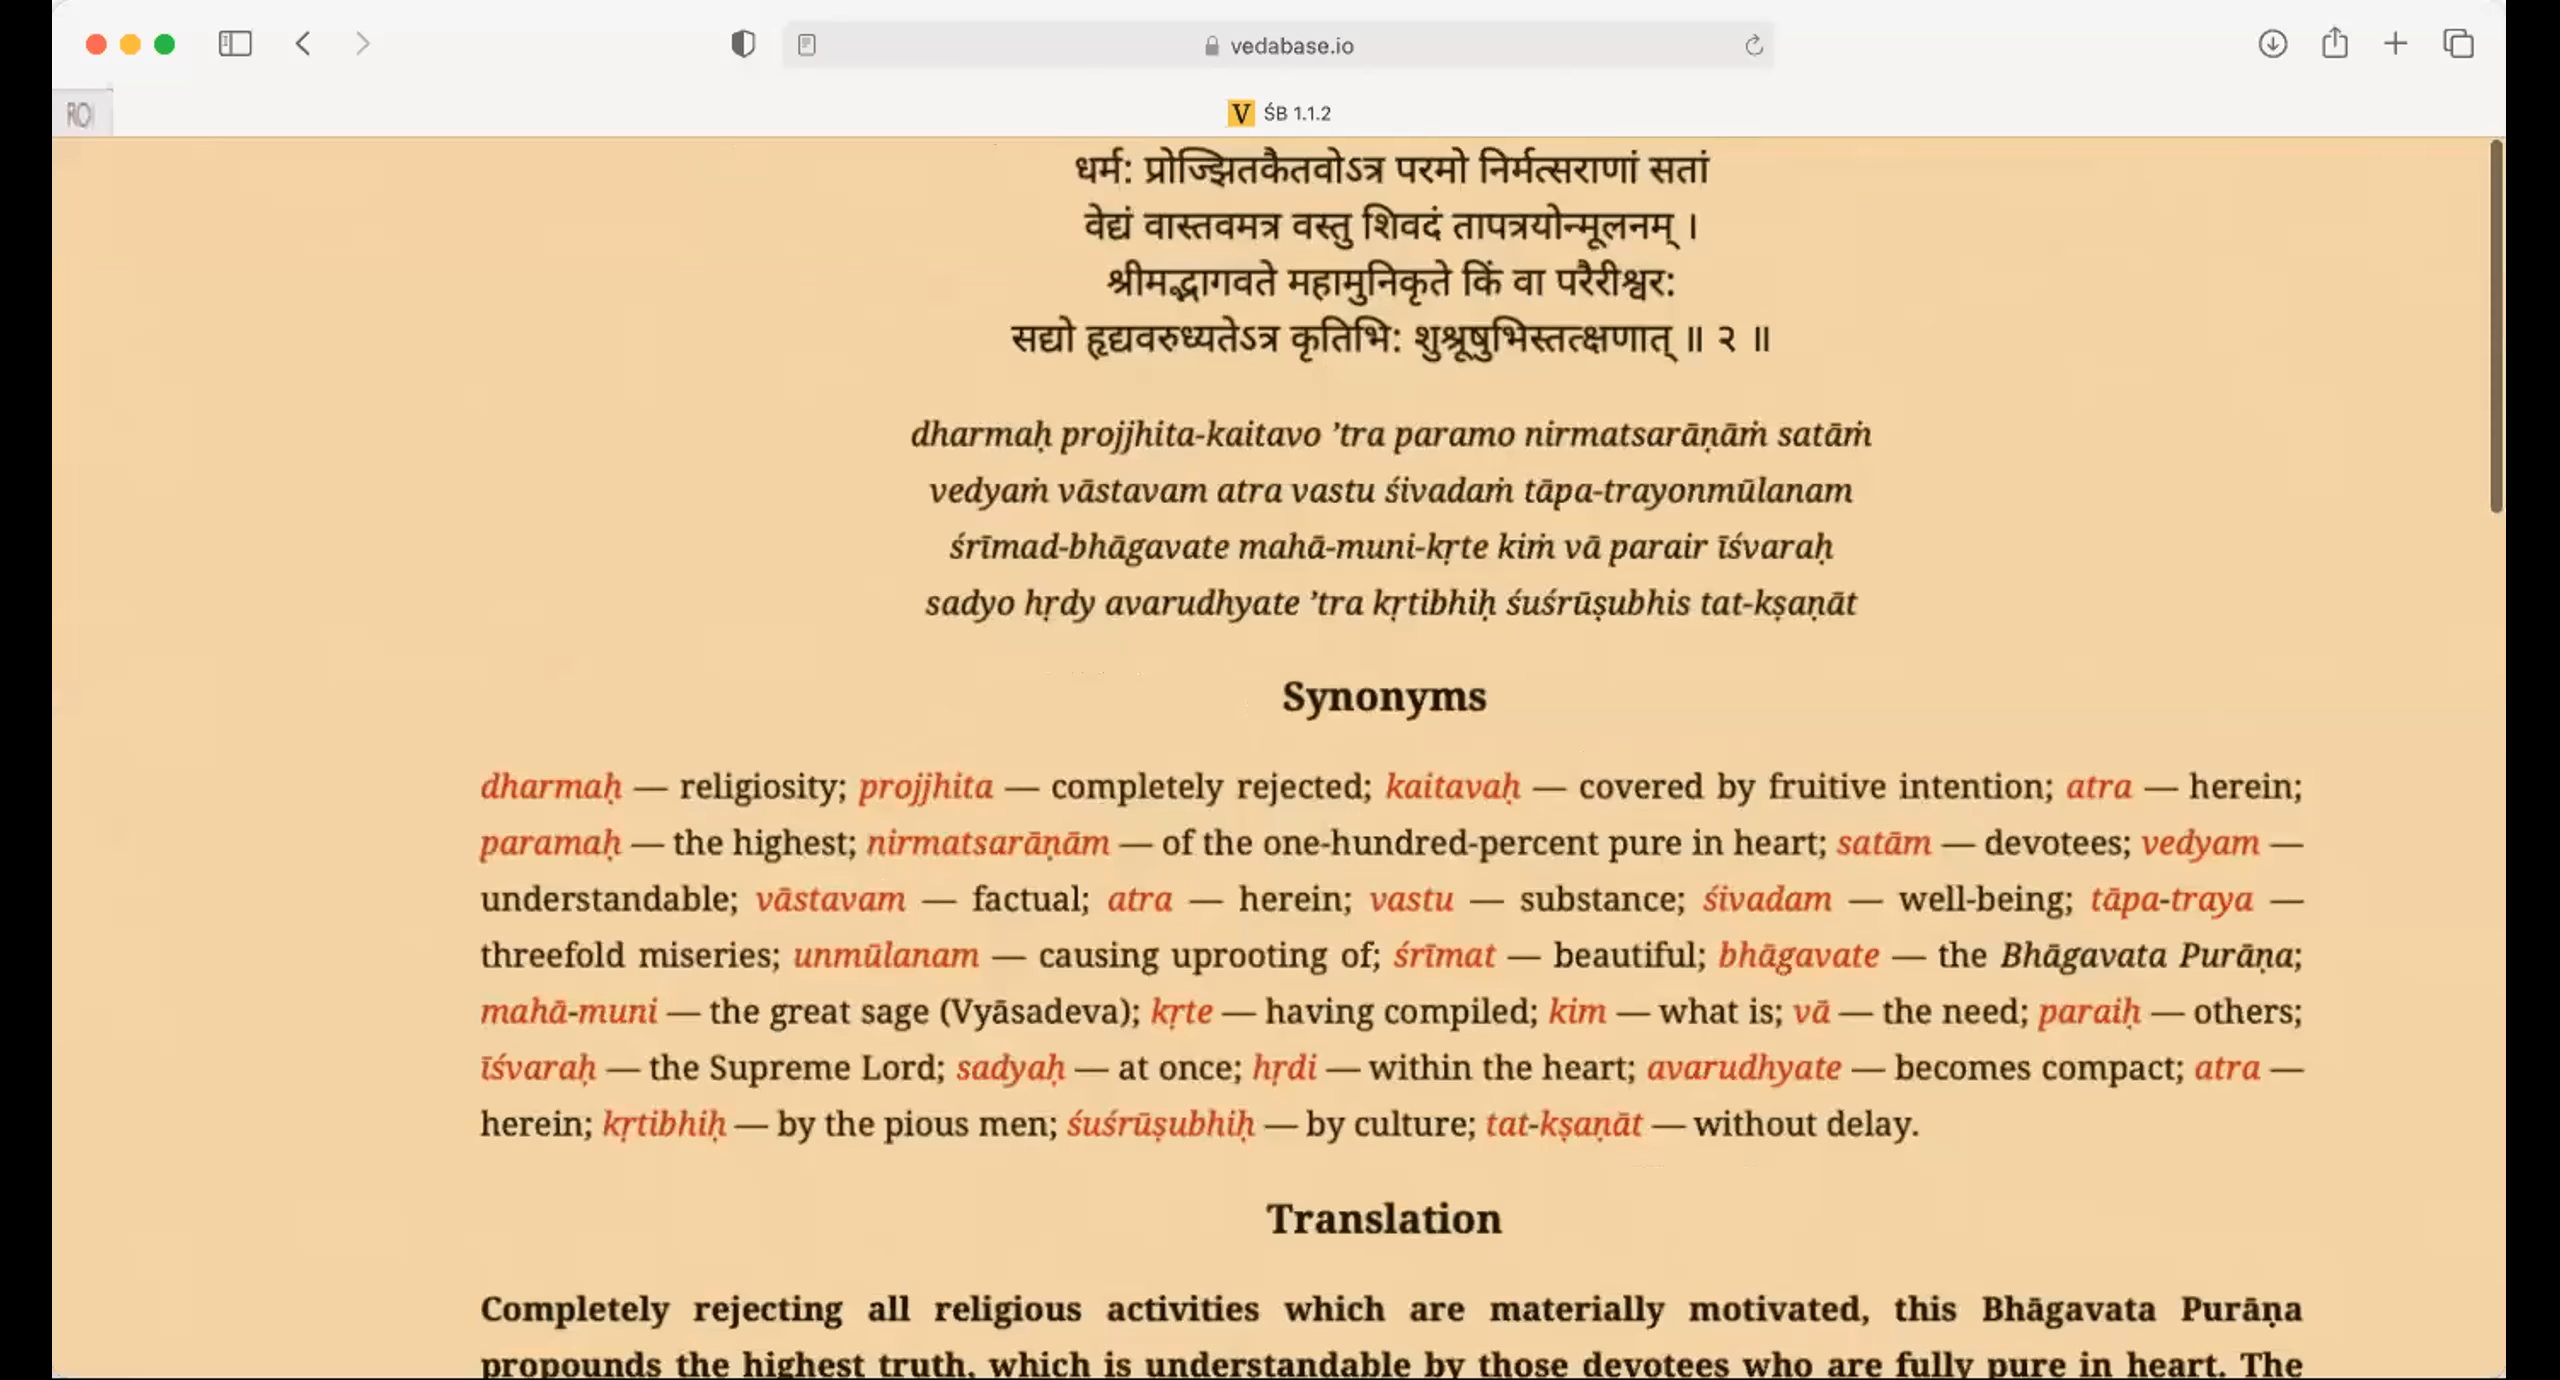 vedabase.io
RO
V ŚB 1.1.2
धर्म: प्रोज्झितकैतवोऽत्र परमो निर्मत्सराणां सतां
वेद्यं वास्तवमत्र वस्तु शिवदं तापत्रयोन्मूलनम् ।
श्रीमद्भागवते महामुनिकृते किं वा परैरीश्वर:
सद्यो हृद्यवरुध्यतेऽत्र कृतिभि: शुश्रूषुभिस्तत्क्षणात् ॥ २ ॥
dharmaḥ projjhita-kaitavo ’tra paramo nirmatsarāṇāṁ satāṁ
vedyaṁ vāstavam atra vastu śivadaṁ tāpa-trayonmūlanam
śrīmad-bhāgavate mahā-muni-kṛte kiṁ vā parair īśvaraḥ
sadyo hṛdy avarudhyate ’tra kṛtibhiḥ śuśrūṣubhis tat-kṣaṇāt
Synonyms
dharmaḥ — religiosity; projjhita — completely rejected; kaitavaḥ — covered by fruitive intention; atra — herein;
paramaḥ — the highest; nirmatsarāṇām — of the one-hundred-percent pure in heart; satām — devotees; vedyam —
understandable; vāstavam — factual; atra — herein; vastu — substance; śivadam — well-being; tāpa-traya —
threefold miseries; unmūlanam — causing uprooting of; śrīmat — beautiful; bhāgavate — the Bhāgavata Purāṇa;
mahā-muni — the great sage (Vyāsadeva); kṛte — having compiled; kim — what is; vā — the need; paraiḥ — others;
īśvaraḥ — the Supreme Lord; sadyaḥ — at once; hṛdi — within the heart; avarudhyate — becomes compact; atra —
herein; kṛtibhiḥ — by the pious men; śuśrūṣubhiḥ — by culture; tat-kṣaṇāt — without delay.
Translation
Completely rejecting all religious activities which are materially motivated, this Bhāgavata Purāṇa
propounds the highest truth, which is understandable by those devotees who are fully pure in heart. The